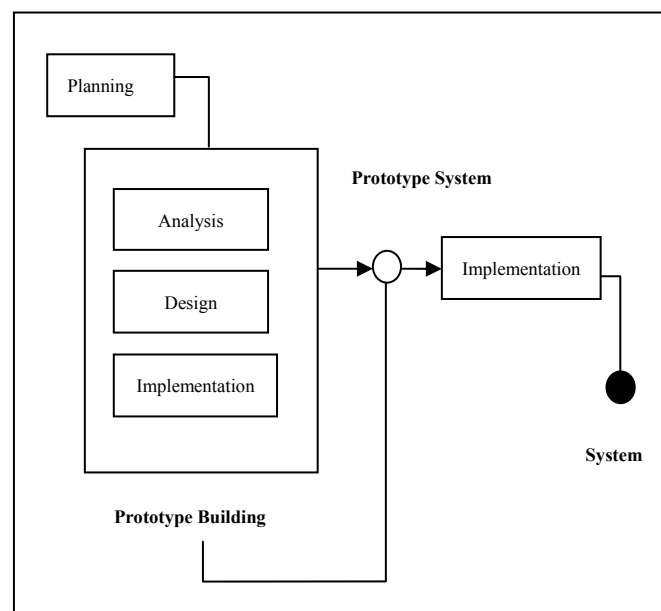 Planning
Prototype System
Analysis
Implementation
Design
Implementation
System
Prototype Building